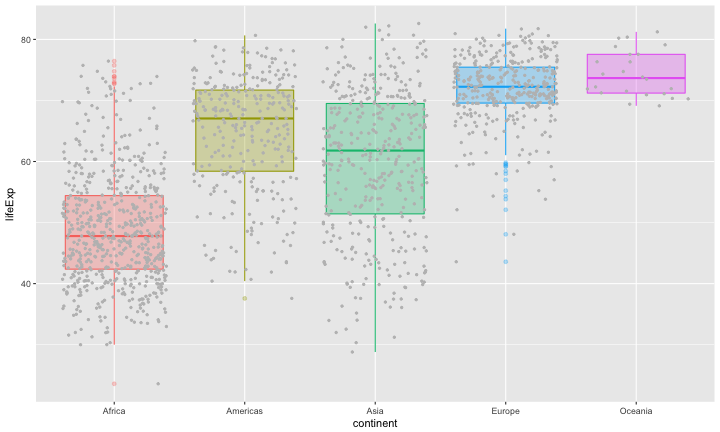 lifeExp
80
60
40
Africa
Americas
Asia
Europe
Oceania
continent